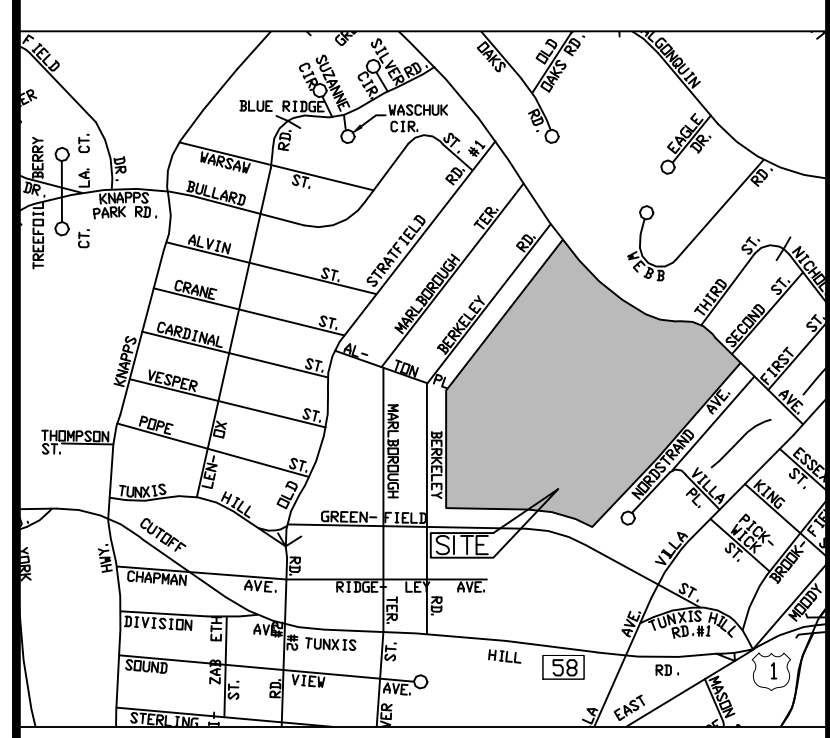 FIELD
GR
SILVER RD.
CIR.
SUZANNE
CIR.
OAKS
OLD
OAKS RD.
RD.
ALGONQUIN
EAGLE
DR.
BLUE RIDGE
RD.
WASCHUK
CIR.
ST.
#1
RD.
WARSAW
ST.
BULLARD
BERRY
CT.
TREEFOIL
LA.
CT.
DR.
DR.
KNAPPS
PARK RD.
STRATFIELD
MARLBOROUGH
TER.
BERKELEY
RD.
WEBB
RD.
THIRD
ST.
SECOND
ST.
NICHO
FIRST
ST.
AVE.
ALVIN
ST.
CRANE
ST.
CARDINAL
ST.
VESPER
ST.
POPE
ST.
KNAPPS
HWY.
AL-
TON
PL
THOMPSON
ST.
LEN-
OX
OLD
RD.
MARLBOROUGH
TER.
BERKELEY
RD.
NORDSTRAND
AVE.
VILLA
PL.
ESSEX
ST.
KING
PICK-
WICK
ST.
BROOK-
FI
MOODY
TUNXIS
HILL
CUTOFF
GREEN-FIELD
ST.
SITE
YORK
CHAPMAN
AVE.
RIDGE-LEY
AVE.
VILLA
AVE.
TUNXIS HILL
RD.#1
DIVISION
AVE.
#2
TUNXIS
HILL
58
RD.
1
ZAB
ETH
ST.
SOUND
VIEW
AVE.
RD.
ST.
VER
STERLING
I-
LA
EAST
MASON